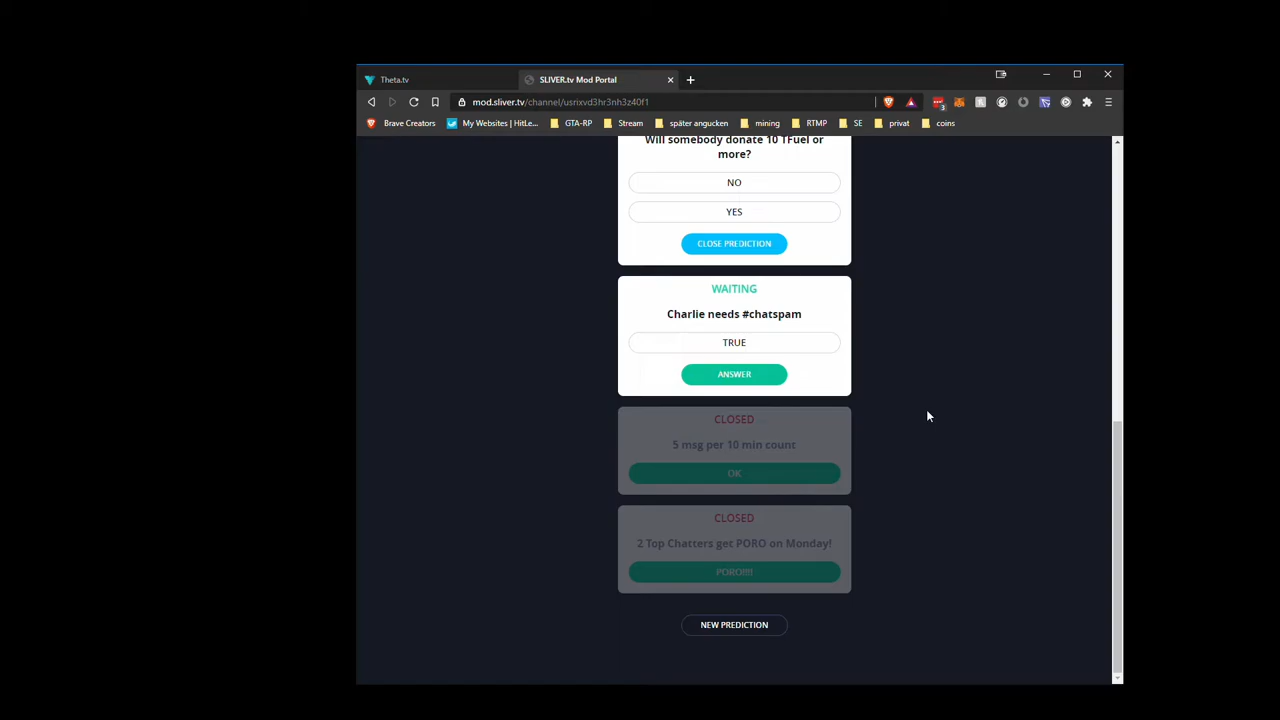 Theta.tv
SLIVER.tv Mod Portal
mod.sliver.tv/channel/usrixvd3hr3nh3z40f1
3
Brave Creators
My Websites | HitLe...
GTA-RP
Stream
später angucken
mining
RTMP
SE
privat
coins
Will somebody donate 10 TFuel or
more?
NO
YES
CLOSE PREDICTION
WAITING
Charlie needs #chatspam
TRUE
ANSWER
CLOSED
5 msg per 10 min count
OK
CLOSED
2 Top Chatters get PORO on Monday!
PORO!!!!
NEW PREDICTION